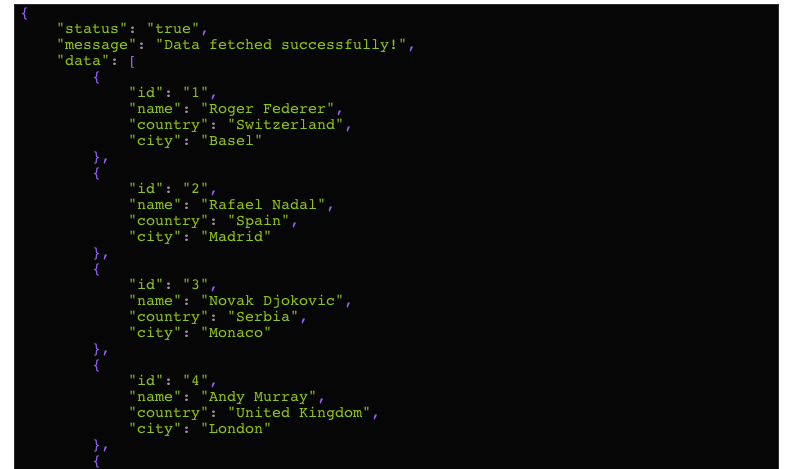 {
    "status": "true",
    "message": "Data fetched successfully!",
    "data": [
        {
            "id": "1",
            "name": "Roger Federer",
            "country": "Switzerland",
            "city": "Basel"
        },
        {
            "id": "2",
            "name": "Rafael Nadal",
            "country": "Spain",
            "city": "Madrid"
        },
        {
            "id": "3",
            "name": "Novak Djokovic",
            "country": "Serbia",
            "city": "Monaco"
        },
        {
            "id": "4",
            "name": "Andy Murray",
            "country": "United Kingdom",
            "city": "London"
        },
        {